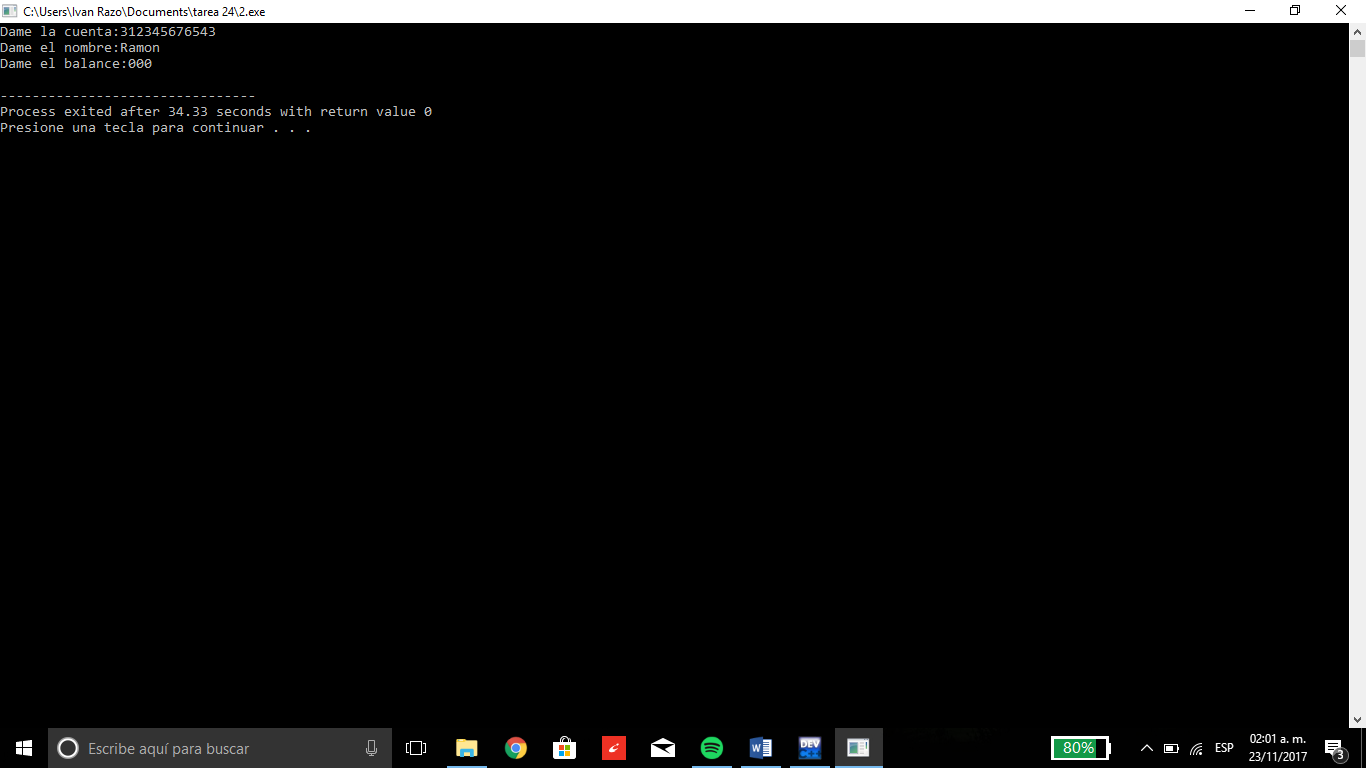 C:\Users\Ivan Razo\Documents\tarea 24\2.exe
Dame la cuenta:312345676543
Dame el nombre:Ramon
Dame el balance:000
--------------------------------
Process exited after 34.33 seconds with return value 0
Presione una tecla para continuar . . .
Escribe aquí para buscar
W
DEV
80%
ESP
02:01 a. m.
23/11/2017
3